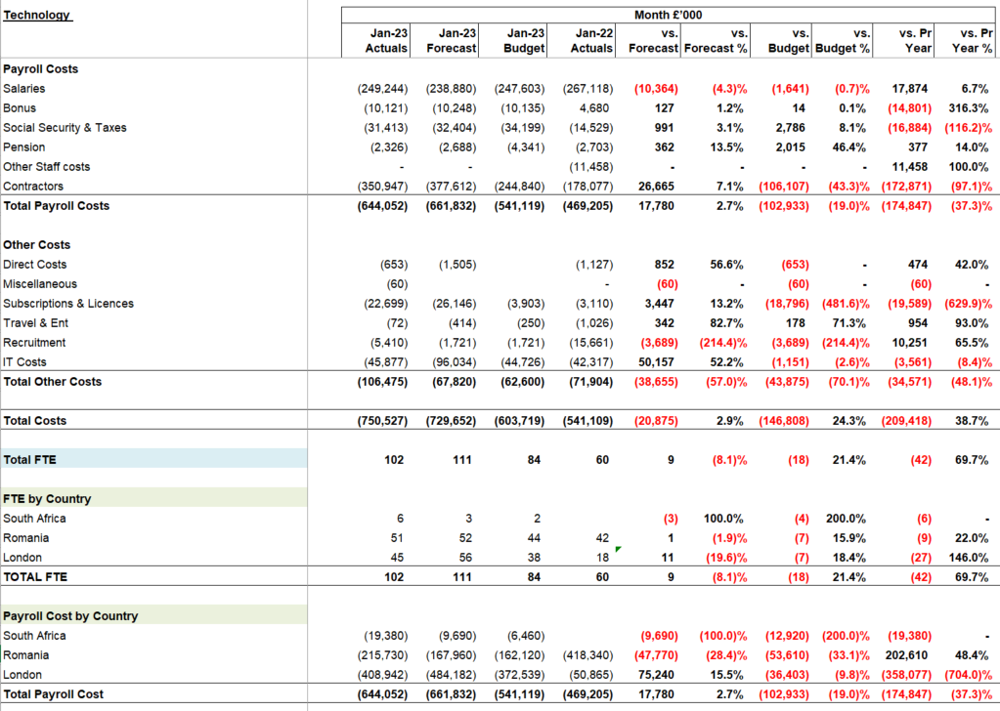 Technology
Month £'000
Jan-23 Actuals Jan-23 Forecast Jan-23 Budget Jan-22 Actuals vs. Forecast vs. Forecast % vs. Budget vs. Budget % vs. Pr Year vs. Pr Year %
Payroll Costs
Salaries (249,244) (238,880) (247,603) (267,118) (10,364) (4.3)% (1,641) (0.7)% 17,874 6.7%
Bonus (10,121) (10,248) (10,135) 4,680 127 1.2% 14 0.1% (14,801) 316.3%
Social Security & Taxes (31,413) (32,404) (34,199) (14,529) 991 3.1% 2,786 8.1% (16,884) (116.2)%
Pension (2,326) (2,688) (4,341) (2,703) 362 13.5% 2,015 46.4% 377 14.0%
Other Staff costs - - (11,458) - - - - 11,458 100.0%
Contractors (350,947) (377,612) (244,840) (178,077) 26,665 7.1% (106,107) (43.3)% (172,871) (97.1)%
Total Payroll Costs (644,052) (661,832) (541,119) (469,205) 17,780 2.7% (102,933) (19.0)% (174,847) (37.3)%
Other Costs
Direct Costs (653) (1,505) (1,127) 852 56.6% (653) - 474 42.0%
Miscellaneous (60) - (60) - (60) - (60) -
Subscriptions & Licences (22,699) (26,146) (3,903) (3,110) 3,447 13.2% (18,796) (481.6)% (19,589) (629.9)%
Travel & Ent (72) (414) (250) (1,026) 342 82.7% 178 71.3% 954 93.0%
Recruitment (5,410) (1,721) (1,721) (15,661) (3,689) (214.4)% (3,689) (214.4)% 10,251 65.5%
IT Costs (45,877) (96,034) (44,726) (42,317) 50,157 52.2% (1,151) (2.6)% (3,561) (8.4)%
Total Other Costs (106,475) (67,820) (62,600) (71,904) (38,655) (57.0)% (43,875) (70.1)% (34,571) (48.1)%
Total Costs (750,527) (729,652) (603,719) (541,109) (20,875) 2.9% (146,808) 24.3% (209,418) 38.7%
Total FTE 102 111 84 60 9 (8.1)% (18) 21.4% (42) 69.7%
FTE by Country
South Africa 6 3 2 (3) 100.0% (4) 200.0% (6) -
Romania 51 52 44 42 1 (1.9)% (7) 15.9% (9) 22.0%
London 45 56 38 18 11 (19.6)% (7) 18.4% (27) 146.0%
TOTAL FTE 102 111 84 60 9 (8.1)% (18) 21.4% (42) 69.7%
Payroll Cost by Country
South Africa (19,380) (9,690) (6,460) (9,690) (100.0)% (12,920) (200.0)% (19,380) -
Romania (215,730) (167,960) (162,120) (418,340) (47,770) (28.4)% (53,610) (33.1)% 202,610 48.4%
London (408,942) (484,182) (372,539) (50,865) 75,240 15.5% (36,403) (9.8)% (358,077) (704.0)%
Total Payroll Cost (644,052) (661,832) (541,119) (469,205) 17,780 2.7% (102,933) (19.0)% (174,847) (37.3)%